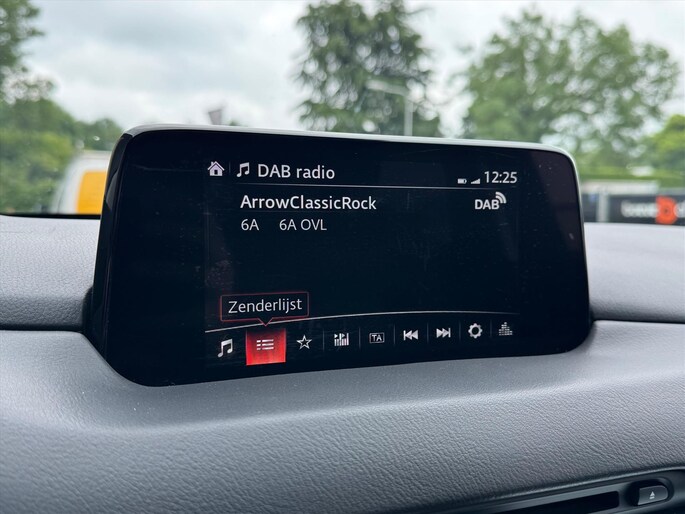 DAB radio
12:25
ArrowClassicRock
DAB
6A 6A OVL
Zenderlijst
TA